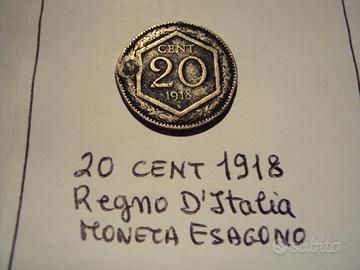 CENT.
20
1918
20 CENT 1918
Regno D'Italia
MONETA ESAGONO
subito